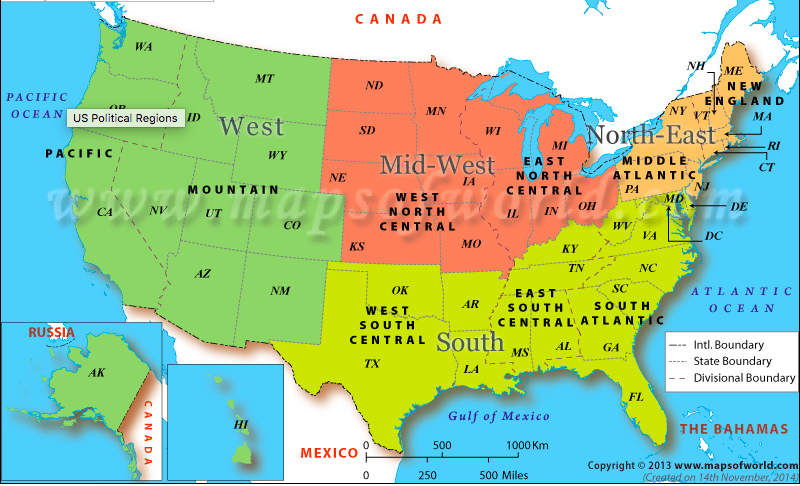 CANADA
WA
MT
ND
MN
NH
ME
NEW
ENGLAND
PACIFIC
OCEAN
OR
ID
US Political Regions
West
SD
WI
MI
NY
VT
MA
North-East
RI
CT
PACIFIC
WY
Mid-West
EAST
NORTH
CENTRAL
MIDDLE
ATLANTIC
MOUNTAIN
NE
IA
PA
NJ
www.mapsofworld.com
WEST
NORTH
CENTRAL
IL
IN
OH
MD
DE
CA
NV
UT
CO
KS
MO
WV
VA
DC
KY
AZ
NM
OK
AR
TN
NC
SC
ATLANTIC
OCEAN
WEST
SOUTH
CENTRAL
EAST
SOUTH
CENTRAL
SOUTH
ATLANTIC
South
TX
LA
MS
AL
GA
FL
RUSSIA
AK
CANADA
HI
Intl. Boundary
State Boundary
Divisional Boundary
Gulf of Mexico
THE BAHAMAS
MEXICO
0 500 1000 Km
0 250 500 Miles
Copyright © 2013 www.mapsofworld.com
(Created on 14th November, 2014)